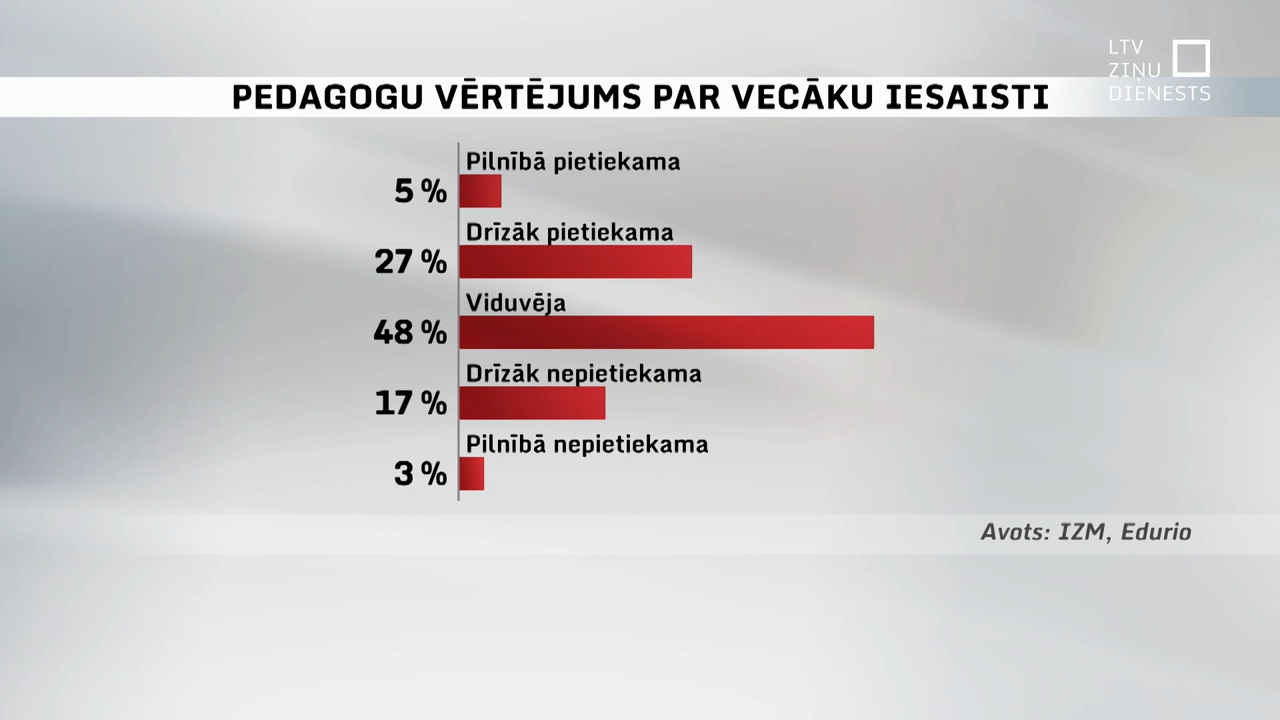 LTV
ZIŅU
DIENESTS
PEDAGOGU VĒRTĒJUMS PAR VECĀKU IESAISTI
Pilnībā pietiekama
5 %
Drīzāk pietiekama
27 %
Viduvēja
48 %
Drīzāk nepietiekama
17 %
Pilnībā nepietiekama
3 %
Avots: IZM, Edurio